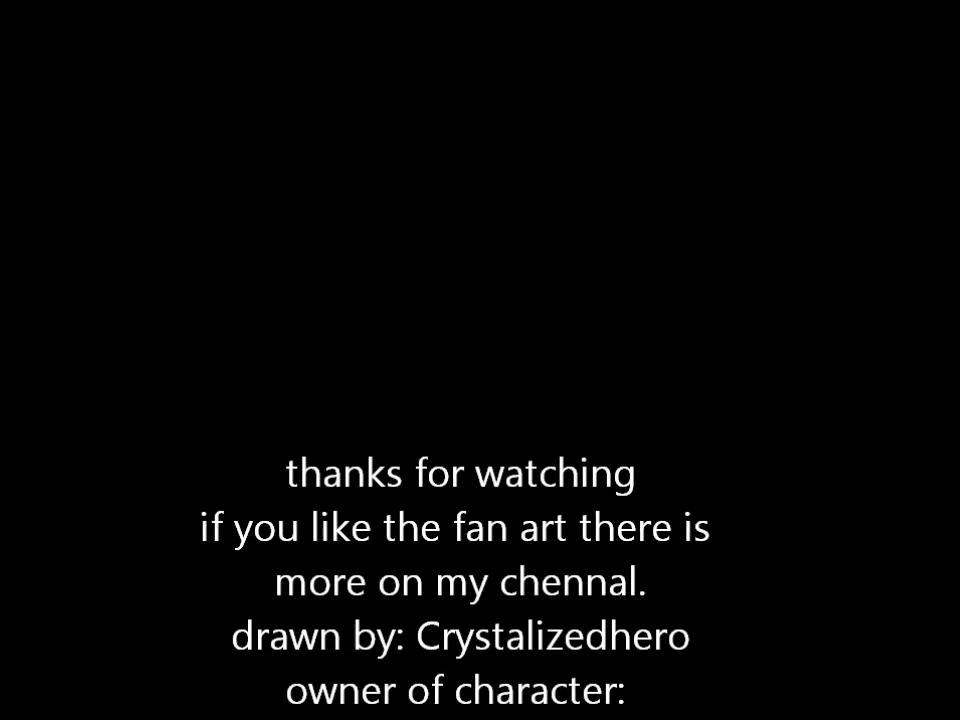 thanks for watching
if you like the fan art there is
more on my chennal.
drawn by: Crystalizedhero
owner of character: